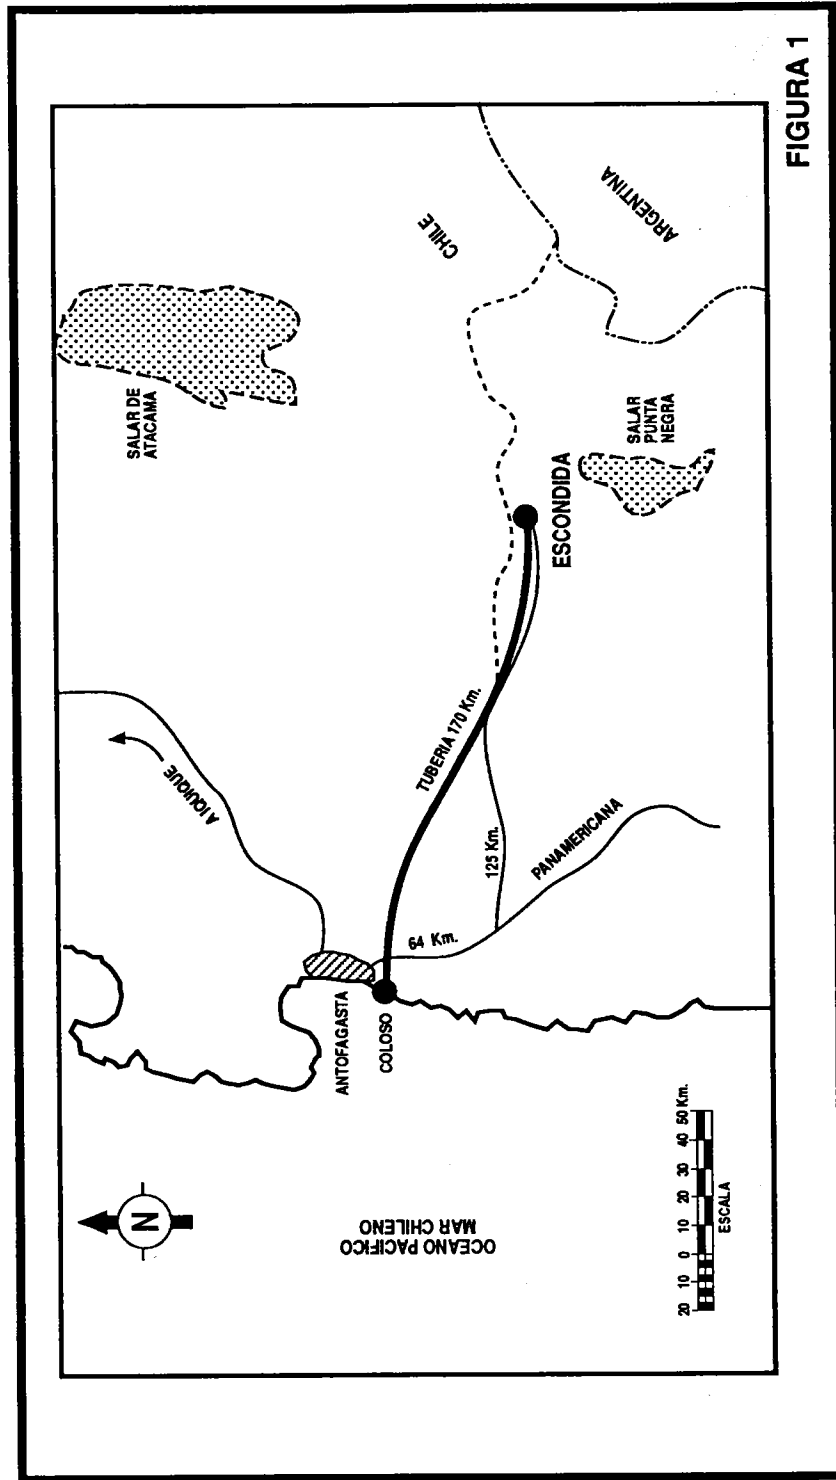 SALAR DE
ATACAMA
A IQUIQUE
CHILE
ARGENTINA
N
ANTOFAGASTA
COLOSO
TUBERIA 170 Km.
64 Km.
125 Km.
PANAMERICANA
ESCONDIDA
SALAR
PUNTA
NEGRA
OCEANO PACIFICO
MAR CHILENO
20 10 0 10 20 30 40 50 Km.
ESCALA
FIGURA 1